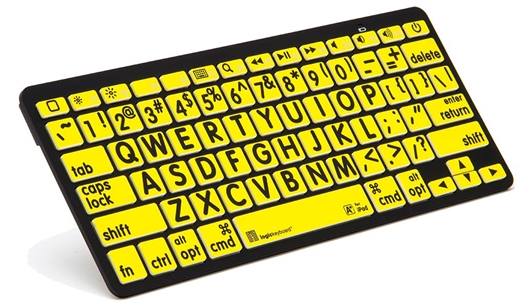 ~ ` 1 ! 2 @ 3 # 4 $ 5 % 6 ^ 7 & 8 * 9 ( 0 ) - _ = + delete
tab Q W E R T Y U I O P [ { ] } \ |
caps lock A S D F G H J K L : ; " ' enter return
shift Z X C V B N M , < . > / ? shift
fn ctrl alt opt ⌘ cmd logickeyboard A+ for iPad ⌘ cmd alt opt ◄ ▲ ▼ ►